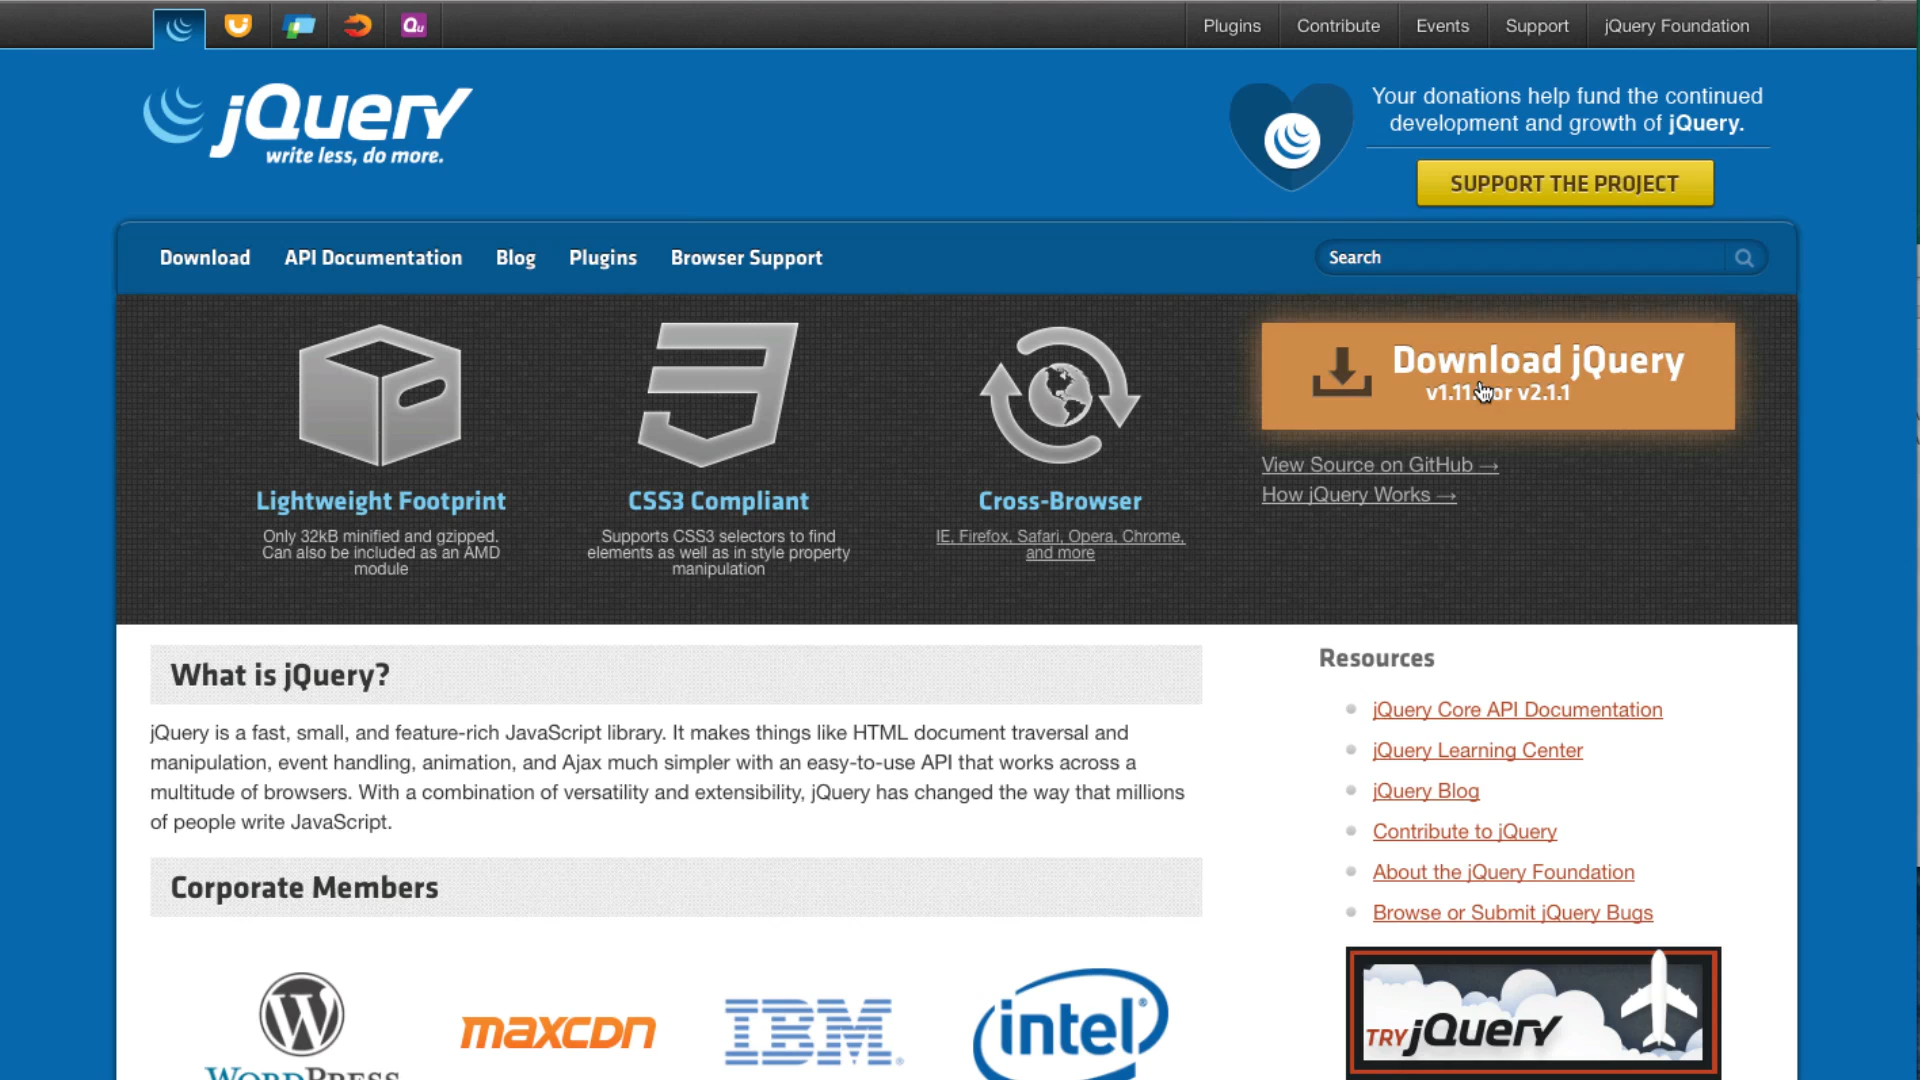 Qu
Plugins
Contribute
Events
Support
jQuery Foundation
jQuery
write less, do more.
Your donations help fund the continued
development and growth of jQuery.
SUPPORT THE PROJECT
Download
API Documentation
Blog
Plugins
Browser Support
Search
Lightweight Footprint
Only 32kB minified and gzipped.
Can also be included as an AMD
module
CSS3 Compliant
Supports CSS3 selectors to find
elements as well as in style property
manipulation
Cross-Browser
IE, Firefox, Safari, Opera, Chrome,
and more
Download jQuery
v1.11. or v2.1.1
View Source on GitHub →
How jQuery Works →
What is jQuery?
jQuery is a fast, small, and feature-rich JavaScript library. It makes things like HTML document traversal and
manipulation, event handling, animation, and Ajax much simpler with an easy-to-use API that works across a
multitude of browsers. With a combination of versatility and extensibility, jQuery has changed the way that millions
of people write JavaScript.
Corporate Members
W
WORDPRESS
maxcdn
IBM®
intel®
Resources
jQuery Core API Documentation
jQuery Learning Center
jQuery Blog
Contribute to jQuery
About the jQuery Foundation
Browse or Submit jQuery Bugs
TRY jQuery